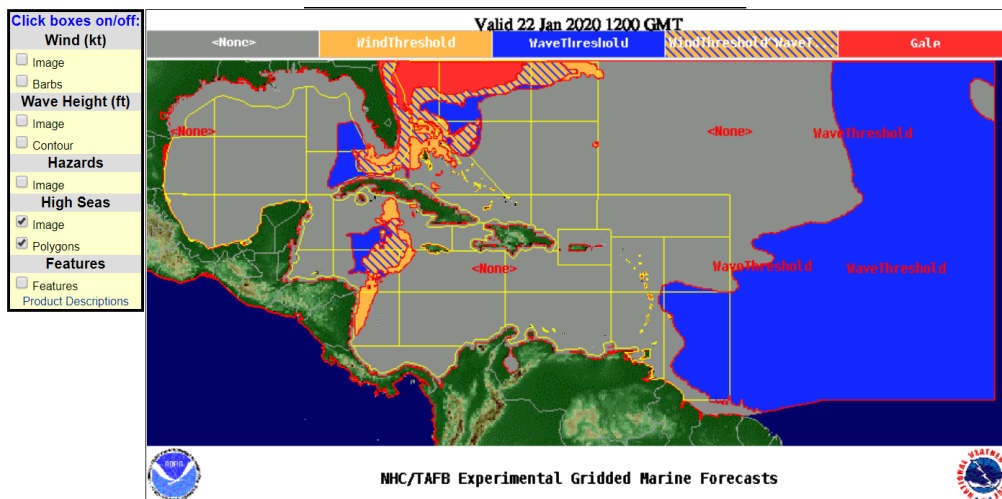 Click boxes on/off:
Wind (kt)
Image
Barbs
Wave Height (ft)
Image
Contour
Hazards
Image
High Seas
Image
Polygons
Features
Features
Product Descriptions
Valid 22 Jan 2020 1200 GMT
<None>
WindThreshold
WaveThreshold
WindThreshold^WaveT
Gale
<None>
<None>
WaveThreshold
<None>
WaveThreshold
WaveThreshold
NHC/TAFB Experimental Gridded Marine Forecasts
NOAA